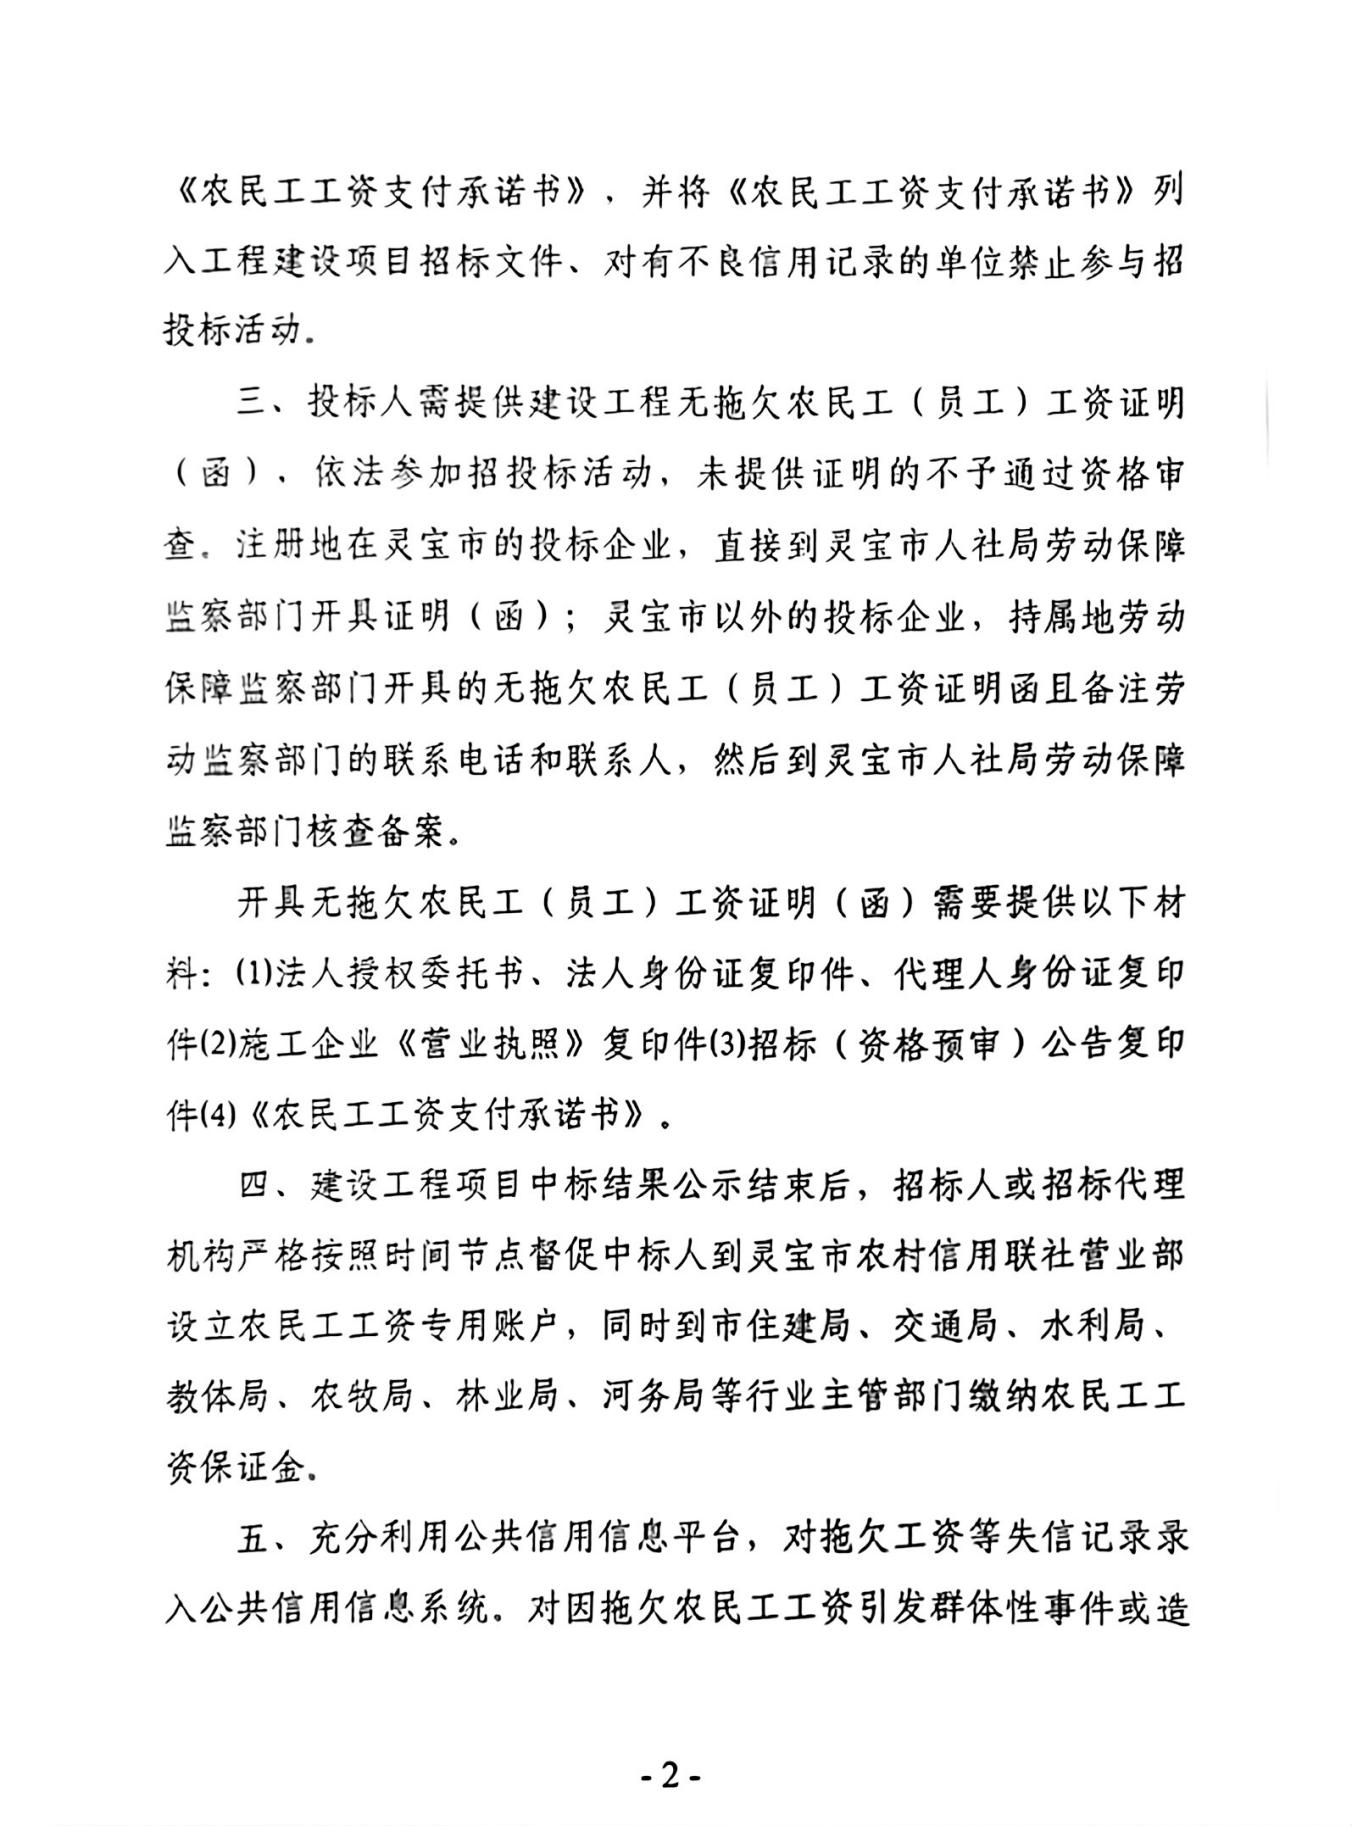 《农民工工资支付承诺书》，并将《农民工工资支付承诺书》列
入工程建设项目招标文件、对有不良信用记录的单位禁止参与招
投标活动。
三、投标人需提供建设工程无拖欠农民工（员工）工资证明
（函），依法参加招投标活动，未提供证明的不予通过资格审
查。注册地在灵宝市的投标企业，直接到灵宝市人社局劳动保障
监察部门开具证明（函）；灵宝市以外的投标企业，持属地劳动
保障监察部门开具的无拖欠农民工（员工）工资证明函且备注劳
动监察部门的联系电话和联系人，然后到灵宝市人社局劳动保障
监察部门核查备案。
开具无拖欠农民工（员工）工资证明（函）需要提供以下材
料：(1)法人授权委托书、法人身份证复印件、代理人身份证复印
件(2)施工企业《营业执照》复印件(3)招标（资格预审）公告复印
件(4)《农民工工资支付承诺书》。
四、建设工程项目中标结果公示结束后，招标人或招标代理
机构严格按照时间节点督促中标人到灵宝市农村信用联社营业部
设立农民工工资专用账户，同时到市住建局、交通局、水利局、
教体局、农牧局、林业局、河务局等行业主管部门缴纳农民工工
资保证金。
五、充分利用公共信用信息平台，对拖欠工资等失信记录录
入公共信用信息系统。对因拖欠农民工工资引发群体性事件或造
- 2 -